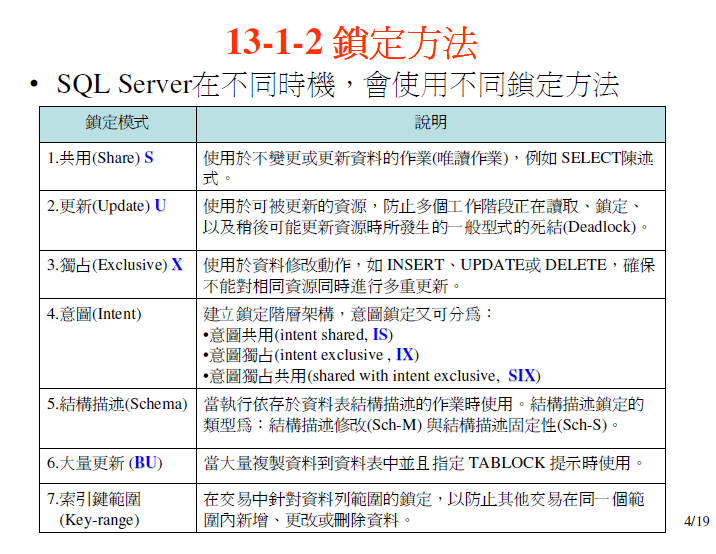 13-1-2 鎖定方法
• SQL Server在不同時機，會使用不同鎖定方法
鎖定模式
說明
1.共用(Share) S
使用於不變更或更新資料的作業(唯讀作業)，例如 SELECT陳述
式。
2.更新(Update) U
使用於可被更新的資源，防止多個工作階段正在讀取、鎖定、
以及稍後可能更新資源時所發生的一般型式的死結(Deadlock)。
3.獨占(Exclusive) X
使用於資料修改動作，如 INSERT、UPDATE或 DELETE，確保
不能對相同資源同時進行多重更新。
4.意圖(Intent)
建立鎖定階層架構，意圖鎖定又可分為：
•意圖共用(intent shared, IS)
•意圖獨占(intent exclusive , IX)
•意圖獨占共用(shared with intent exclusive, SIX)
5.結構描述(Schema)
當執行依存於資料表結構描述的作業時使用。結構描述鎖定的
類型為：結構描述修改(Sch-M) 與結構描述固定性(Sch-S)。
6.大量更新 (BU)
當大量複製資料到資料表中並且指定 TABLOCK 提示時使用。
7.索引鍵範圍
(Key-range)
在交易中針對資料列範圍的鎖定，以防止其他交易在同一個範
圍內新增、更改或刪除資料。
4/19